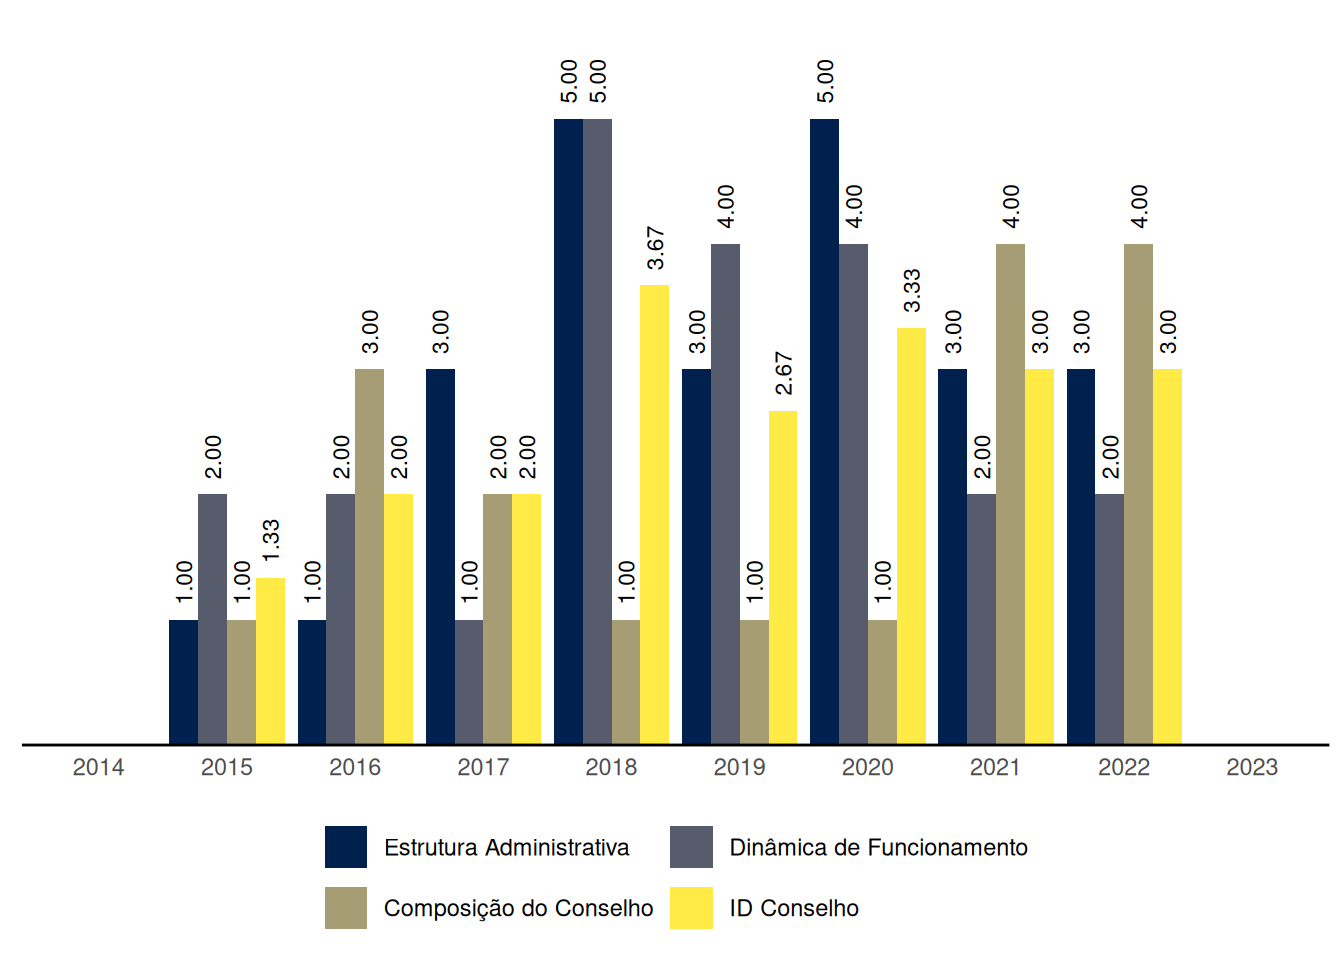 5.00 5.00 5.00
4.00 4.00 4.00 4.00
3.67
3.33
3.00 3.00 3.00 3.00 3.00 3.00 3.00
2.67
2.00 2.00 2.00 2.00 2.00 2.00 2.00
1.33
1.00 1.00 1.00 1.00 1.00 1.00 1.00
2014 2015 2016 2017 2018 2019 2020 2021 2022 2023
Estrutura Administrativa Dinâmica de Funcionamento
Composição do Conselho ID Conselho